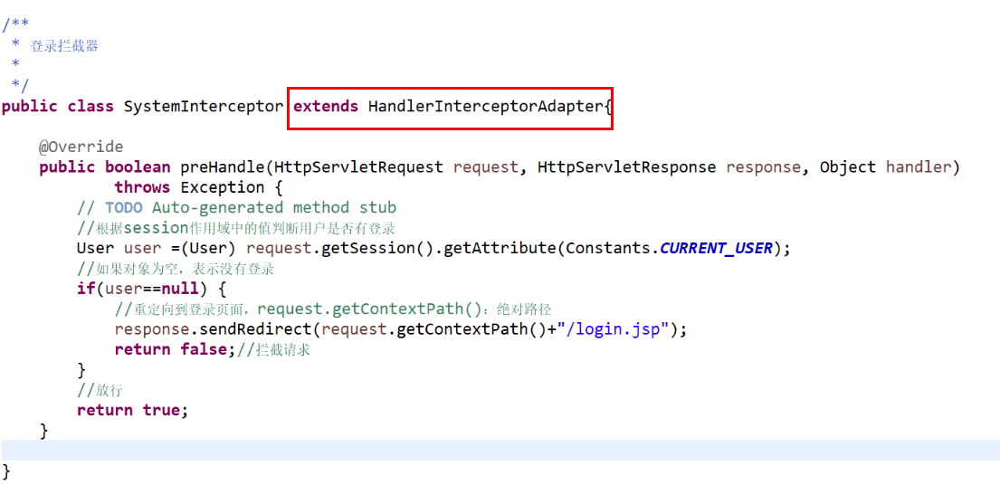 /**
 * 登录拦截器
 *
 */
public class SystemInterceptor extends HandlerInterceptorAdapter{
    @Override
    public boolean preHandle(HttpServletRequest request, HttpServletResponse response, Object handler)
            throws Exception {
        // TODO Auto-generated method stub
        //根据session作用域中的值判断用户是否有登录
        User user =(User) request.getSession().getAttribute(Constants.CURRENT_USER);
        //如果对象为空，表示没有登录
        if(user==null) {
            //重定向到登录页面，request.getContextPath()：绝对路径
            response.sendRedirect(request.getContextPath()+"/login.jsp");
            return false;//拦截请求
        }
        //放行
        return true;
    }
}